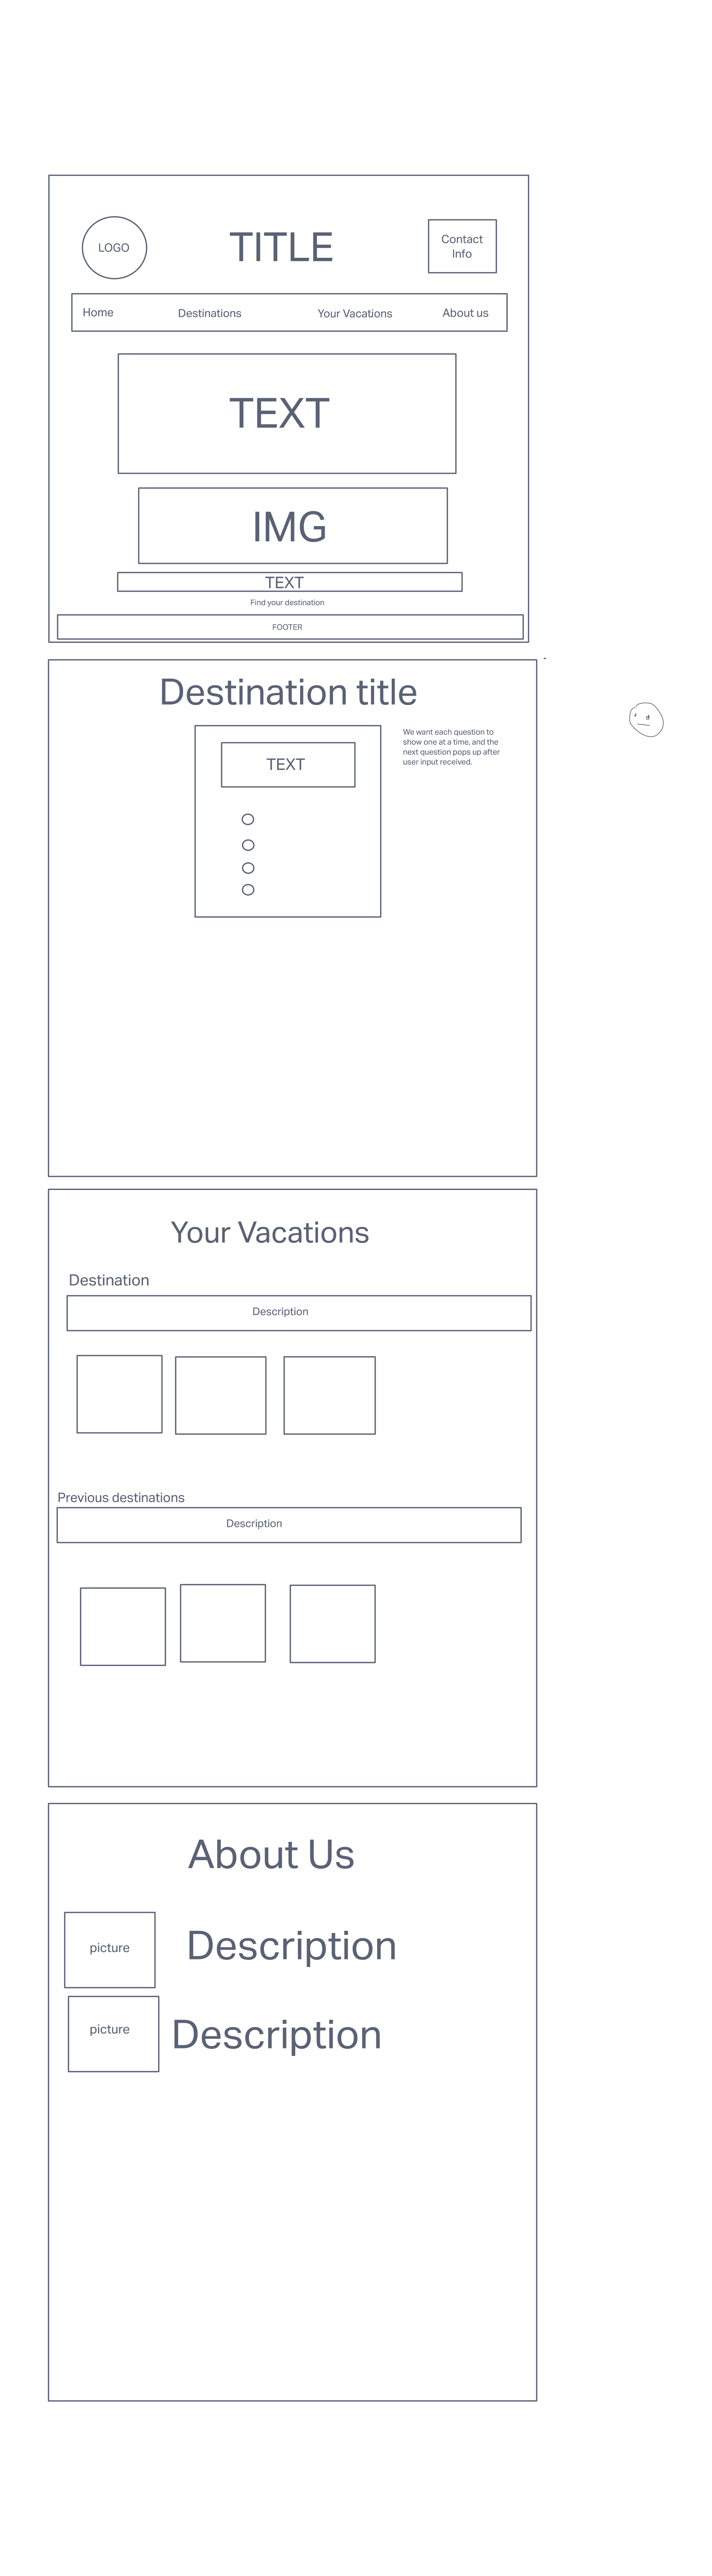 LOGO
TITLE
Contact
Info
Home
Destinations
Your Vacations
About us
TEXT
IMG
TEXT
Find your destination
FOOTER
Destination title
TEXT
We want each question to
show one at a time, and the
next question pops up after
user input received.
Your Vacations
Destination
Description
Previous destinations
Description
About Us
picture
Description
picture
Description